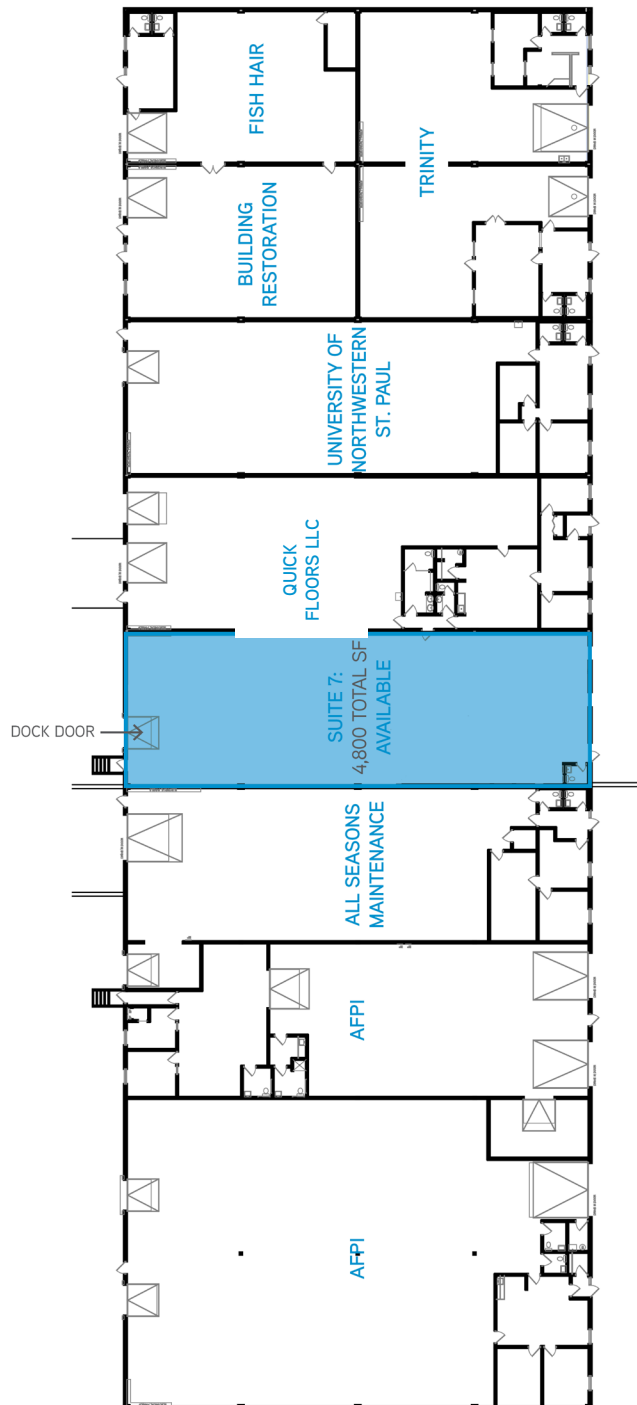 FISH HAIR
TRINITY
BUILDING
RESTORATION
UNIVERSITY OF
NORTHWESTERN
ST. PAUL
QUICK
FLOORS LLC
SUITE 7:
4,800 TOTAL SF
AVAILABLE
DOCK DOOR
ALL SEASONS
MAINTENANCE
AFPI
AFPI